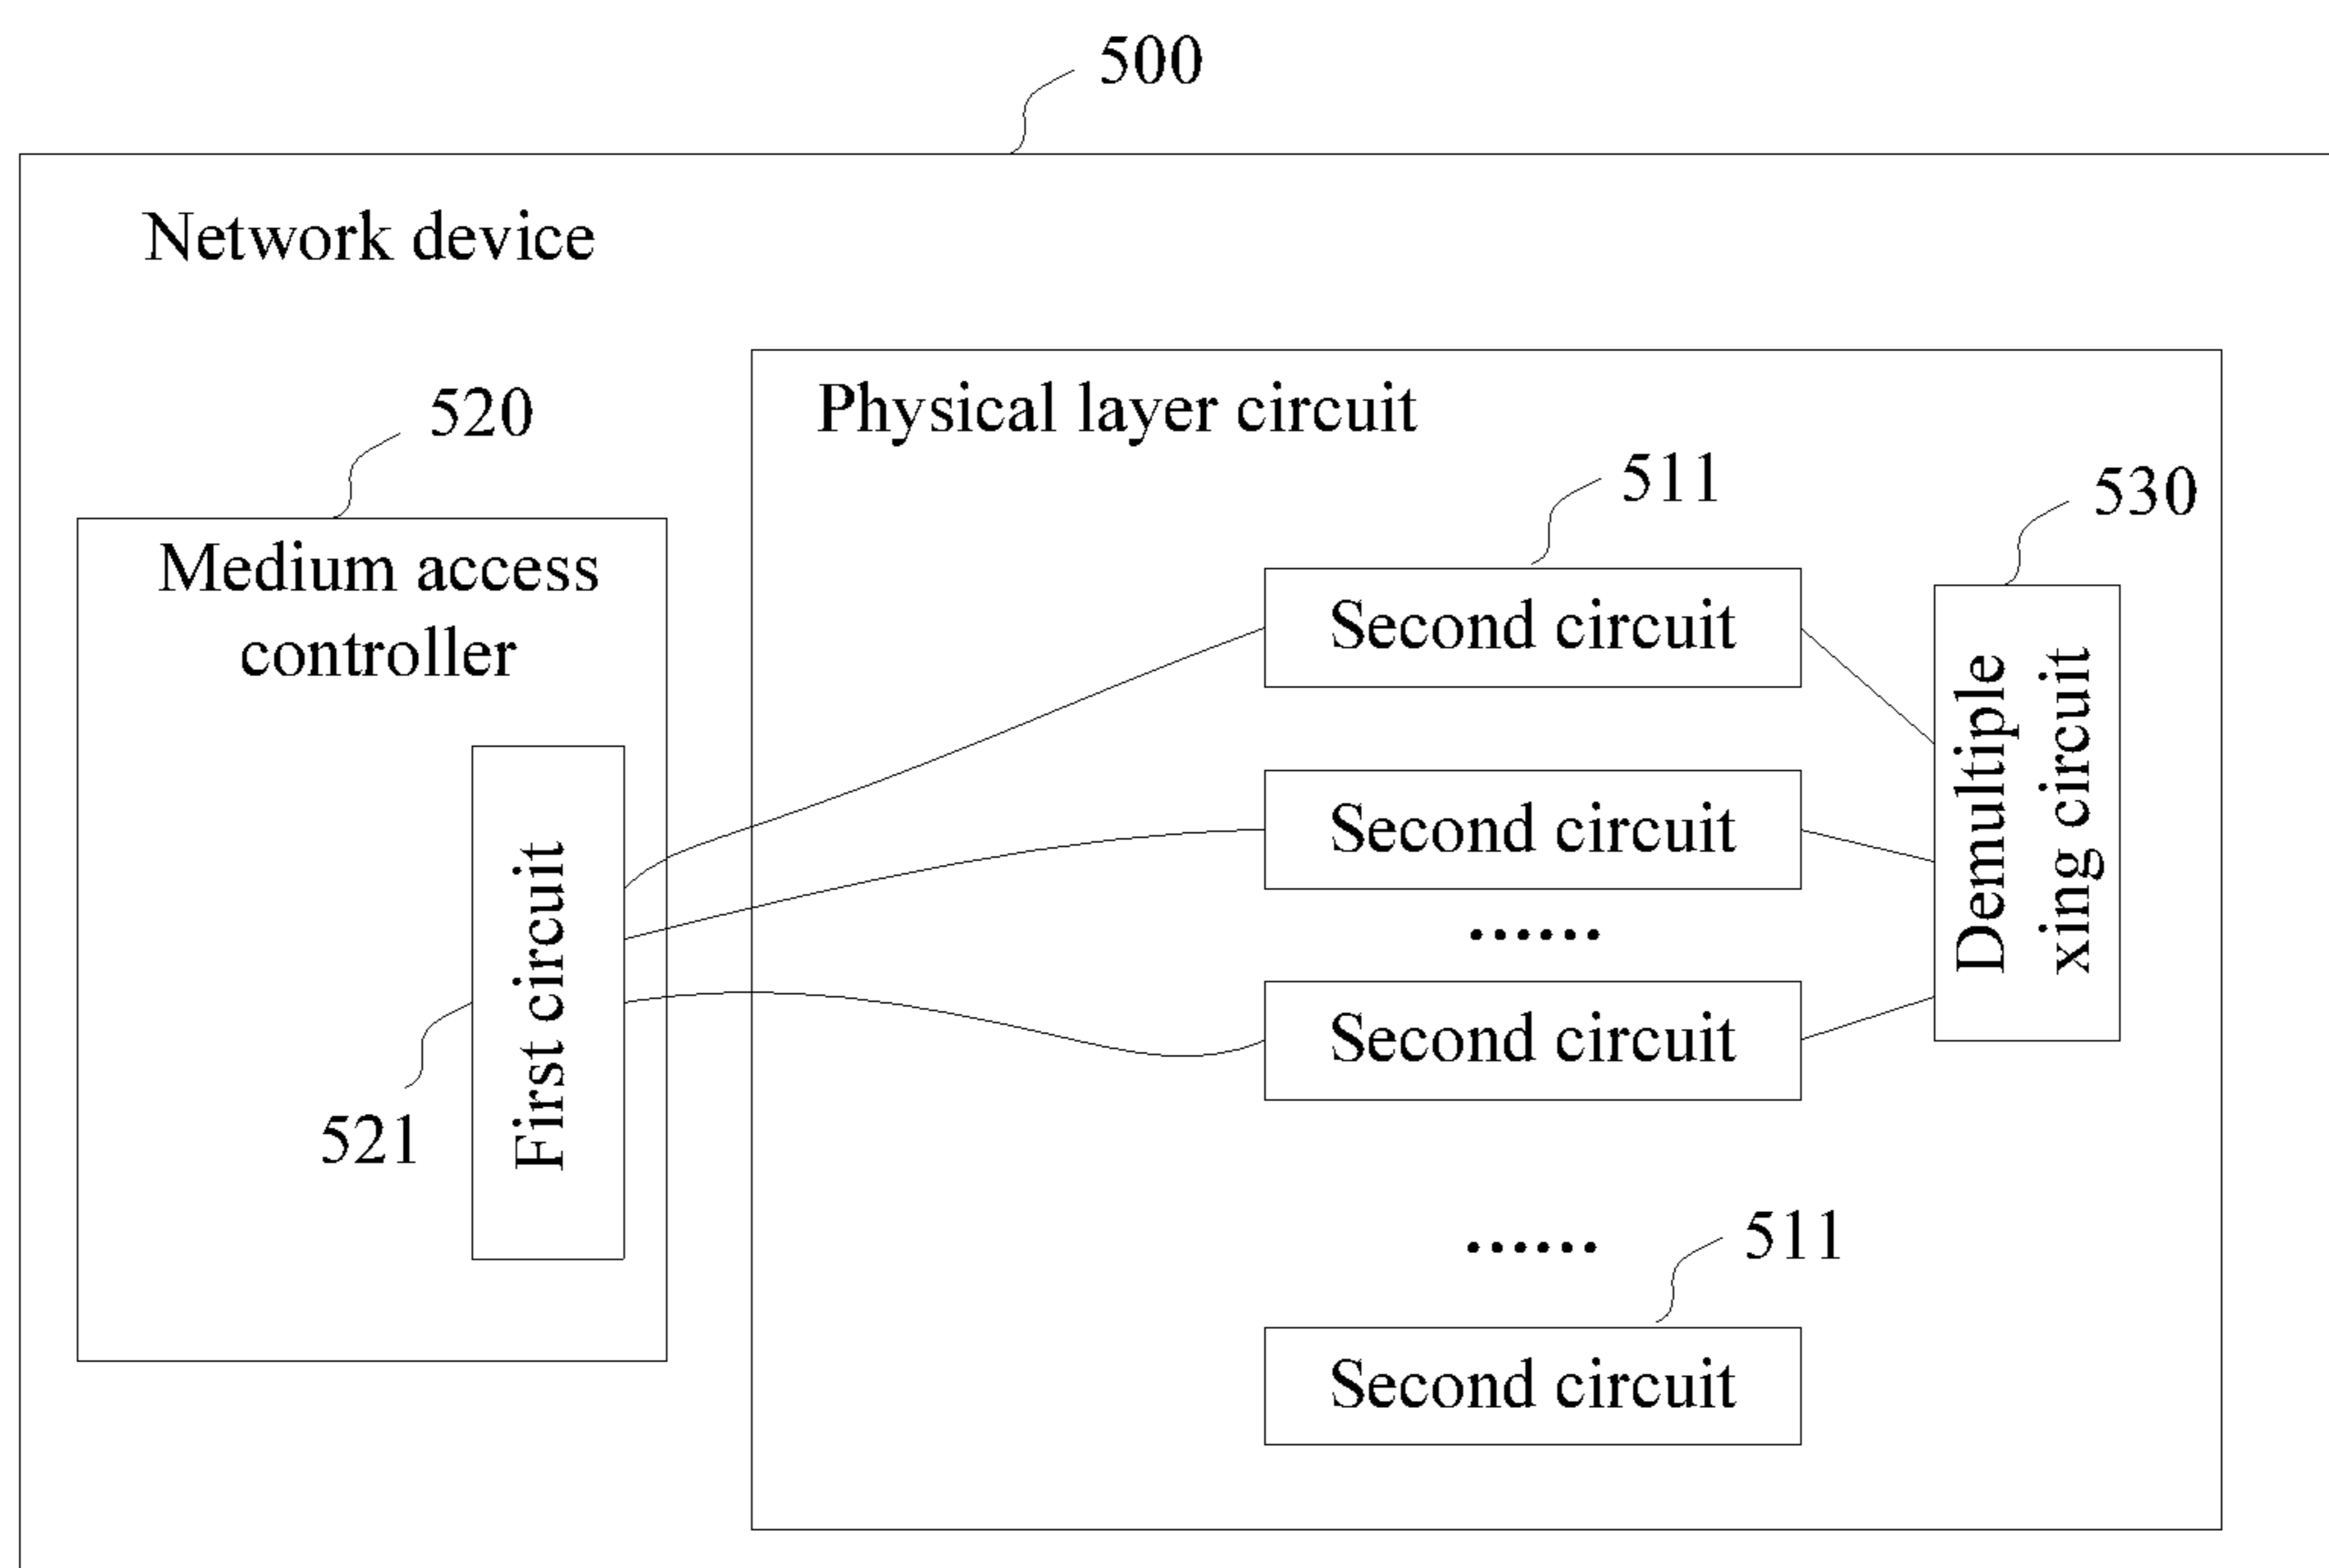 500
Network device
520
Physical layer circuit
511
530
Medium access
controller
Second circuit
Second circuit
......
Second circuit
Demultiple
xing circuit
First circuit
521
......
511
Second circuit